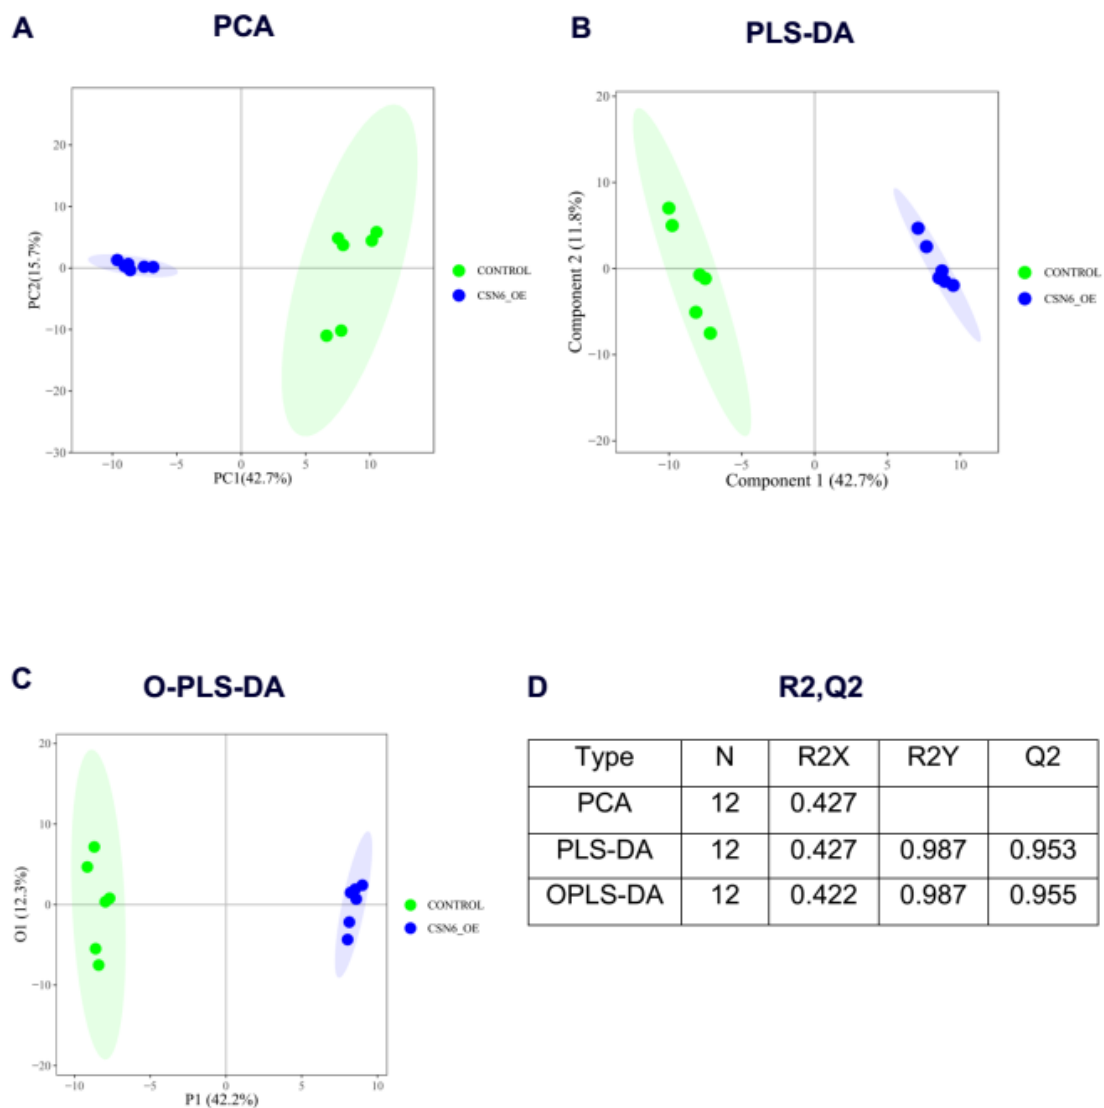 A
PCA
20
10
0
−10
−20
−30
PC2(15.7%)
−10
−5
0
5
10
PC1(42.7%)
CONTROL
CSN6_OE
B
PLS-DA
20
10
0
−10
−20
Component 2 (11.8%)
−10
−5
0
5
10
Component 1 (42.7%)
CONTROL
CSN6_OE
C
O-PLS-DA
20
10
0
−10
−20
O1 (12.3%)
−10
−5
0
5
10
P1 (42.2%)
CONTROL
CSN6_OE
D
R2,Q2
Type N R2X R2Y Q2
PCA 12 0.427
PLS-DA 12 0.427 0.987 0.953
OPLS-DA 12 0.422 0.987 0.955